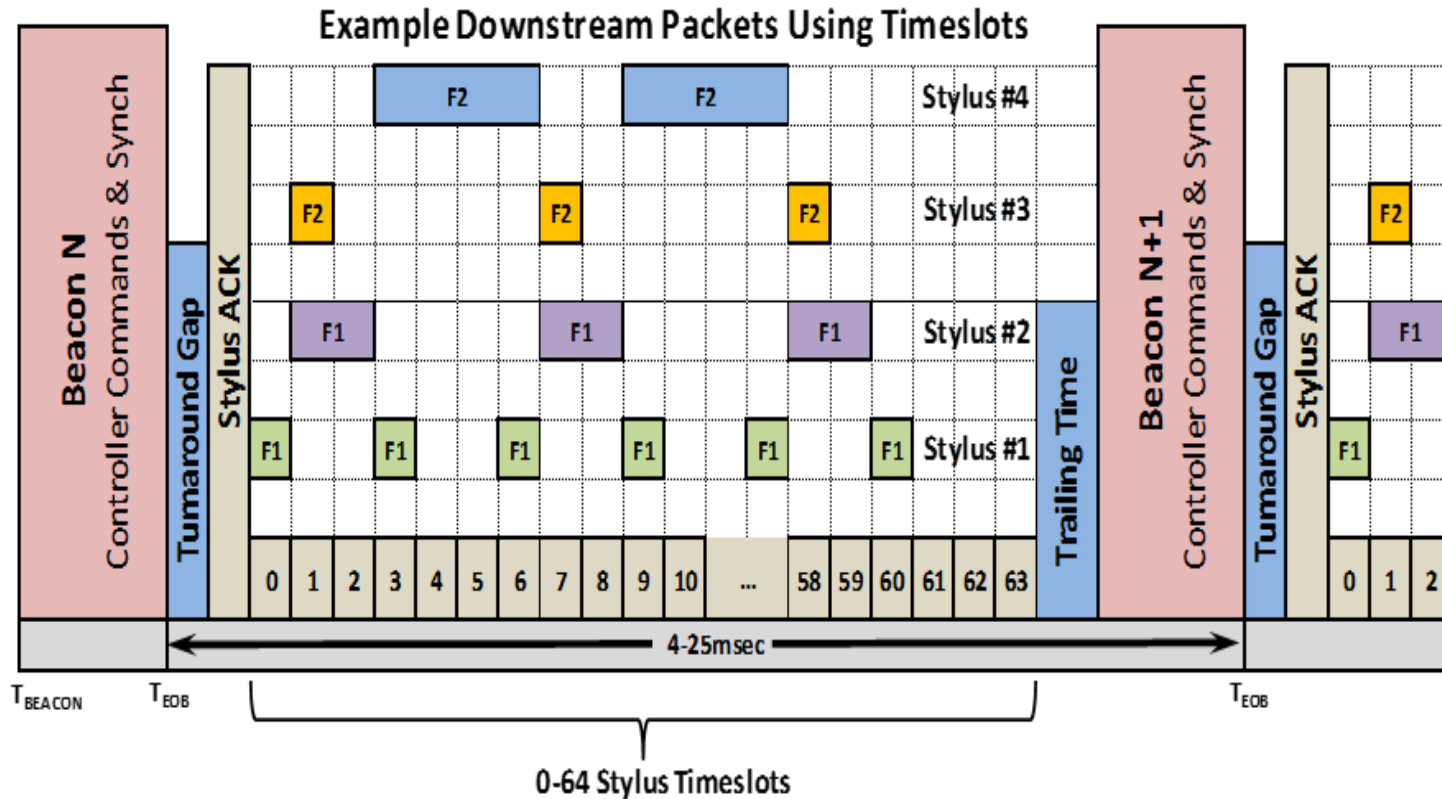 Example Downstream Packets Using Timeslots
Beacon N
Controller Commands & Synch
Turnaround Gap
Stylus ACK
F2
F2
Stylus #4
F2
F2
F2
Stylus #3
F1
F1
F1
Stylus #2
F1
F1
F1
F1
F1
F1
Stylus #1
0 1 2 3 4 5 6 7 8 9 10 ... 58 59 60 61 62 63
Trailing Time
Beacon N+1
Controller Commands & Synch
Turnaround Gap
Stylus ACK
F2
F1
F1
0 1 2
4-25msec
TBEACON
TEOB
TEOB
0-64 Stylus Timeslots